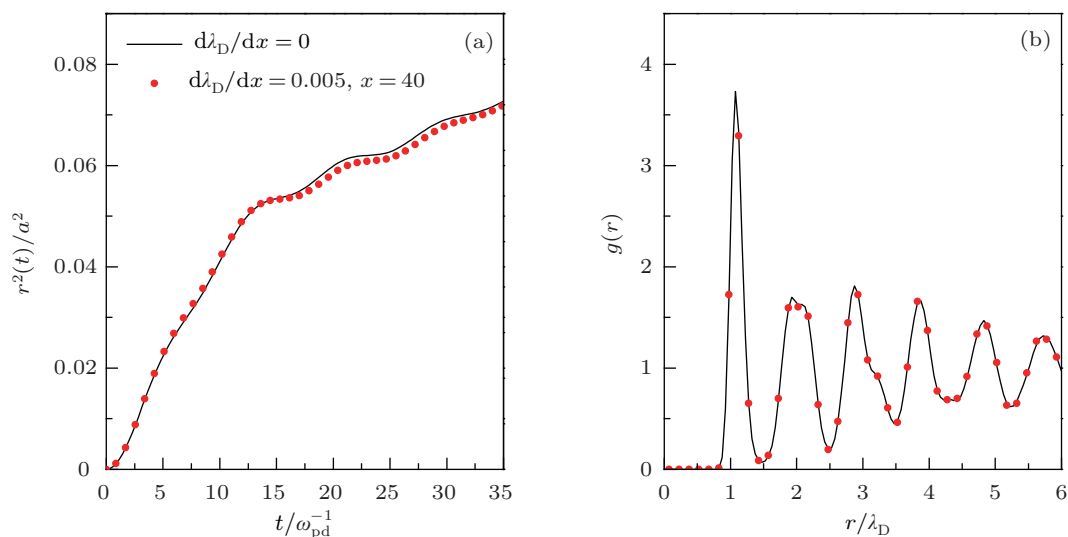 (a)
dλ_D/dx = 0
dλ_D/dx = 0.005, x = 40
0.08
0.06
0.04
0.02
0
r²(t)/a²
0 5 10 15 20 25 30 35
t/ω_pd⁻¹
(b)
4
3
2
1
0
g(r)
0 1 2 3 4 5 6
r/λ_D